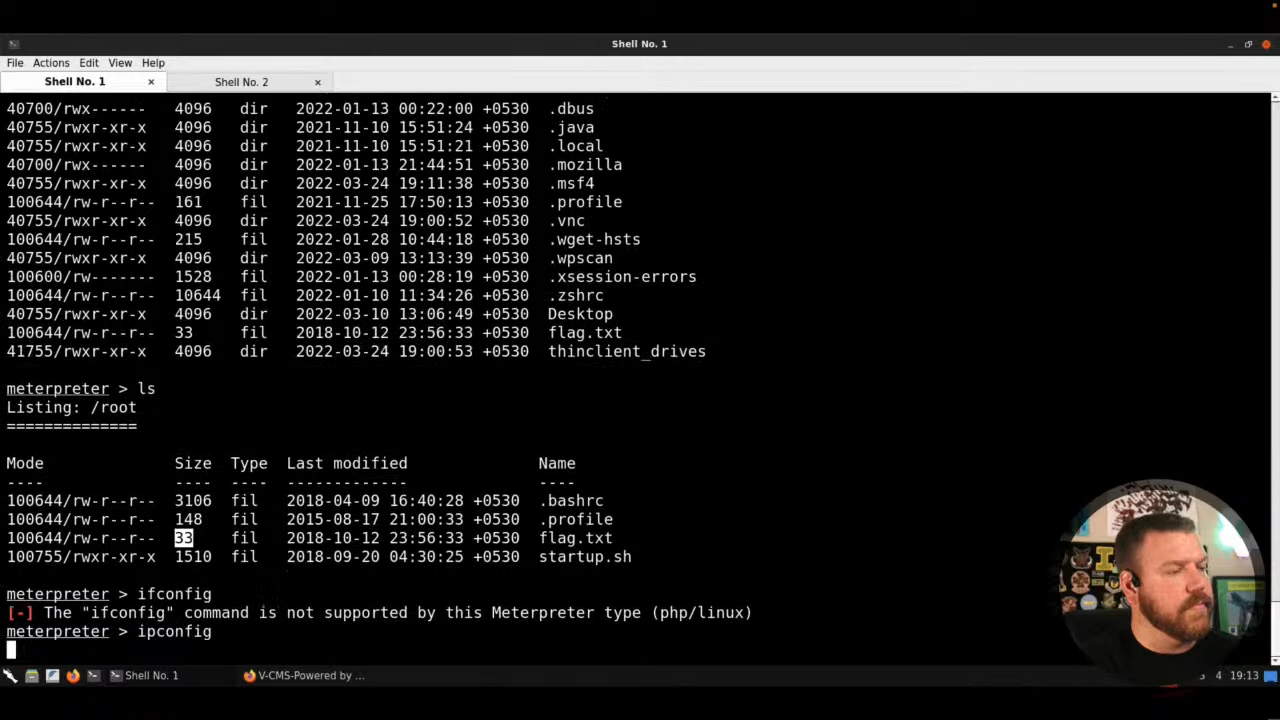 Shell No. 1
File Actions Edit View Help
Shell No. 1 × Shell No. 2 ×
40700/rwx------ 4096 dir 2022-01-13 00:22:00 +0530 .dbus
40755/rwxr-xr-x 4096 dir 2021-11-10 15:51:24 +0530 .java
40755/rwxr-xr-x 4096 dir 2021-11-10 15:51:21 +0530 .local
40700/rwx------ 4096 dir 2022-01-13 21:44:51 +0530 .mozilla
40755/rwxr-xr-x 4096 dir 2022-03-24 19:11:38 +0530 .msf4
100644/rw-r--r-- 161 fil 2021-11-25 17:50:13 +0530 .profile
40755/rwxr-xr-x 4096 dir 2022-03-24 19:00:52 +0530 .vnc
100644/rw-r--r-- 215 fil 2022-01-28 10:44:18 +0530 .wget-hsts
40755/rwxr-xr-x 4096 dir 2022-03-09 13:13:39 +0530 .wpscan
100600/rw------- 1528 fil 2022-01-13 00:28:19 +0530 .xsession-errors
100644/rw-r--r-- 10644 fil 2022-01-10 11:34:26 +0530 .zshrc
40755/rwxr-xr-x 4096 dir 2022-03-10 13:06:49 +0530 Desktop
100644/rw-r--r-- 33 fil 2018-10-12 23:56:33 +0530 flag.txt
41755/rwxr-xr-x 4096 dir 2022-03-24 19:00:53 +0530 thinclient_drives
meterpreter > ls
Listing: /root
==============
Mode Size Type Last modified Name
---- ---- ---- ------------- ----
100644/rw-r--r-- 3106 fil 2018-04-09 16:40:28 +0530 .bashrc
100644/rw-r--r-- 148 fil 2015-08-17 21:00:33 +0530 .profile
100644/rw-r--r-- 33 fil 2018-10-12 23:56:33 +0530 flag.txt
100755/rwxr-xr-x 1510 fil 2018-09-20 04:30:25 +0530 startup.sh
meterpreter > ifconfig
[-] The "ifconfig" command is not supported by this Meterpreter type (php/linux)
meterpreter > ipconfig
Shell No. 1 V-CMS-Powered by ... 4 19:13